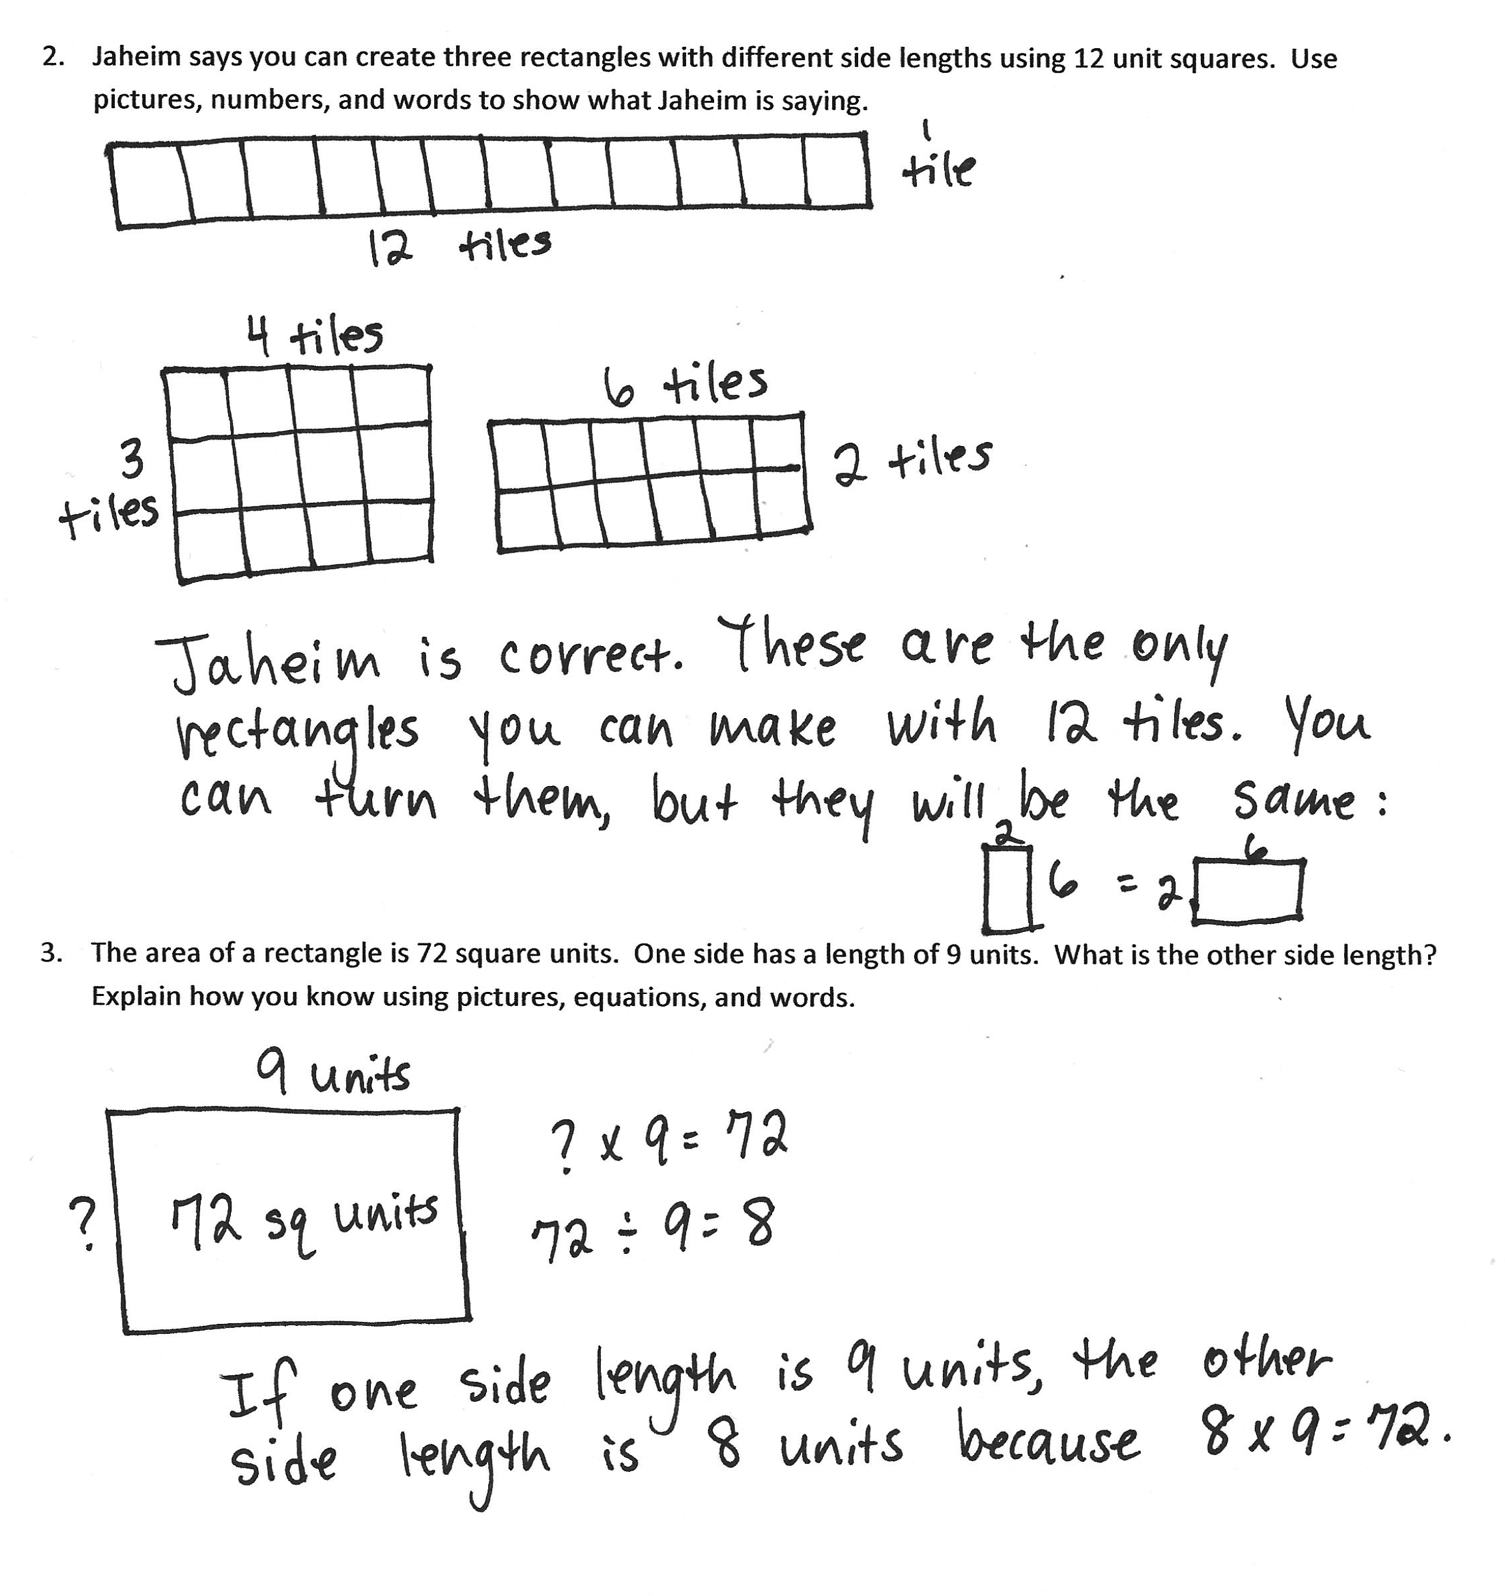 2. Jaheim says you can create three rectangles with different side lengths using 12 unit squares. Use
pictures, numbers, and words to show what Jaheim is saying.
1
tile
12 tiles
4 tiles
3
tiles
6 tiles
2 tiles
Jaheim is correct. These are the only
rectangles you can make with 12 tiles. You
can turn them, but they will be the same:
2
6 = 2
6
3. The area of a rectangle is 72 square units. One side has a length of 9 units. What is the other side length?
Explain how you know using pictures, equations, and words.
9 units
?
72 sq units
? x 9 = 72
72 ÷ 9 = 8
If one side length is 9 units, the other
side length is 8 units because 8 x 9 = 72.